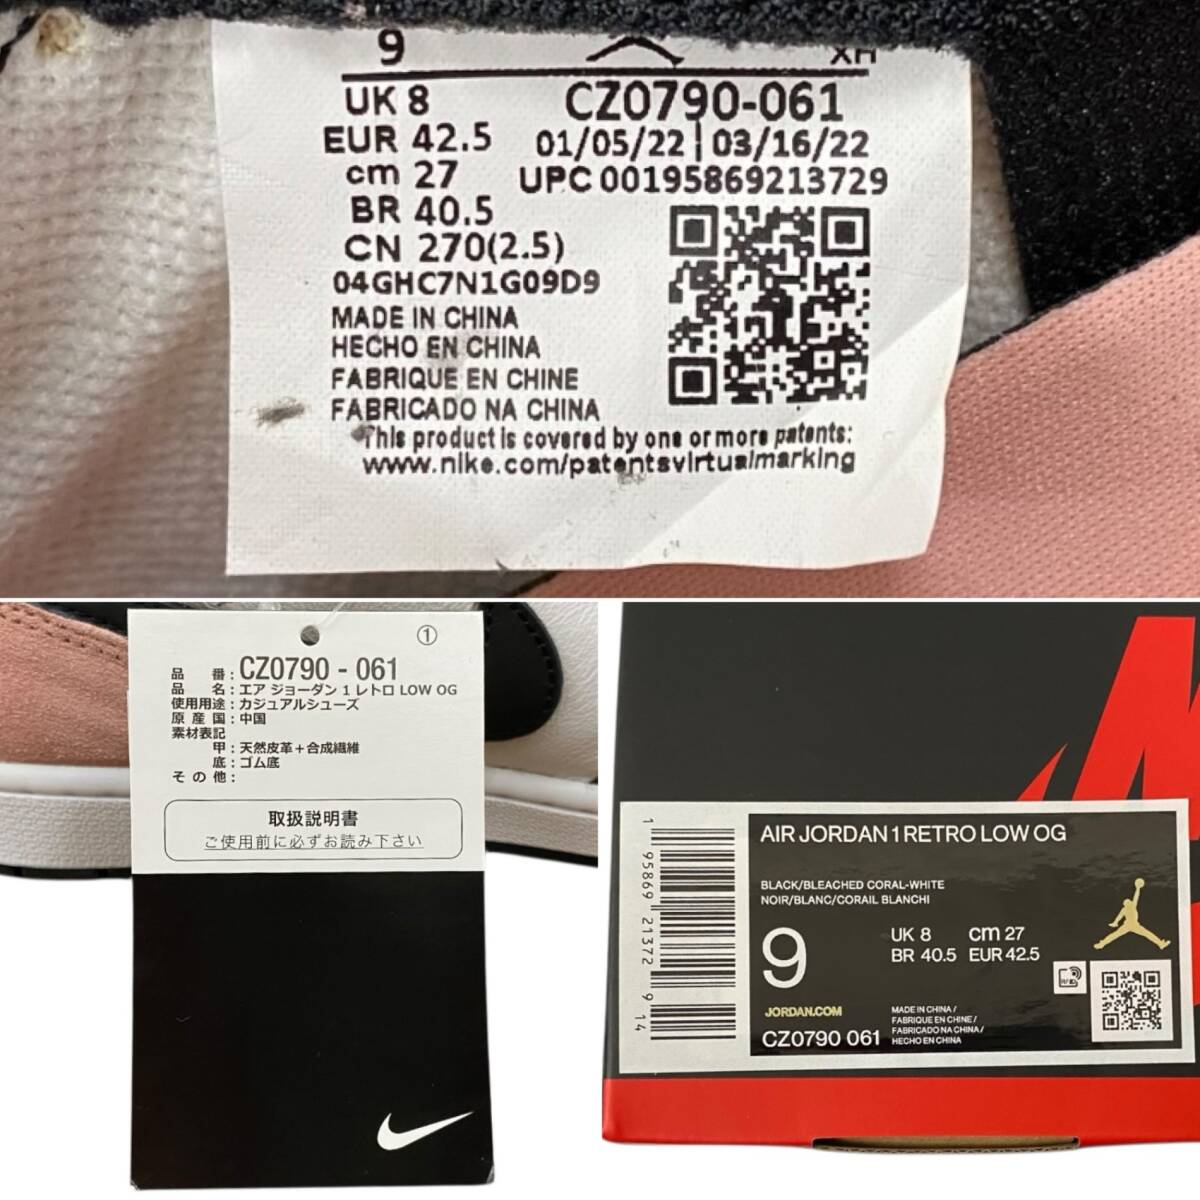 9 XH
UK 8 CZ0790-061
EUR 42.5 01/05/22 | 03/16/22
cm 27 UPC 00195869213729
BR 40.5
CN 270(2.5)
04GHC7N1G09D9
MADE IN CHINA
HECHO EN CHINA
FABRIQUE EN CHINE
FABRICADO NA CHINA
This product is covered by one or more patents:
www.nike.com/patentsvirtualmarking
①
品番：CZ0790 - 061
品名：エア ジョーダン 1 レトロ LOW OG
使用用途：カジュアルシューズ
原産国：中国
素材表記
甲：天然皮革＋合成繊維
底：ゴム底
その他：
取扱説明書
ご使用前に必ずお読み下さい
AIR JORDAN 1 RETRO LOW OG
BLACK/BLEACHED CORAL-WHITE
NOIR/BLANC/CORAIL BLANCHI
9
UK 8 cm 27
BR 40.5 EUR 42.5
RFID
JORDAN.COM
CZ0790 061
MADE IN CHINA /
FABRIQUE EN CHINE /
FABRICADO NA CHINA /
HECHO EN CHINA
1 95869 21372 9 14